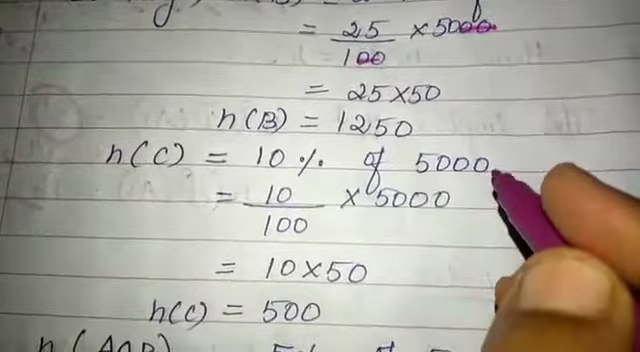 = 25/100 × 5000
= 25×50
n(B) = 1250
n(C) = 10% of 5000
= 10/100 × 5000
= 10×50
n(C) = 500
n(A∩B)